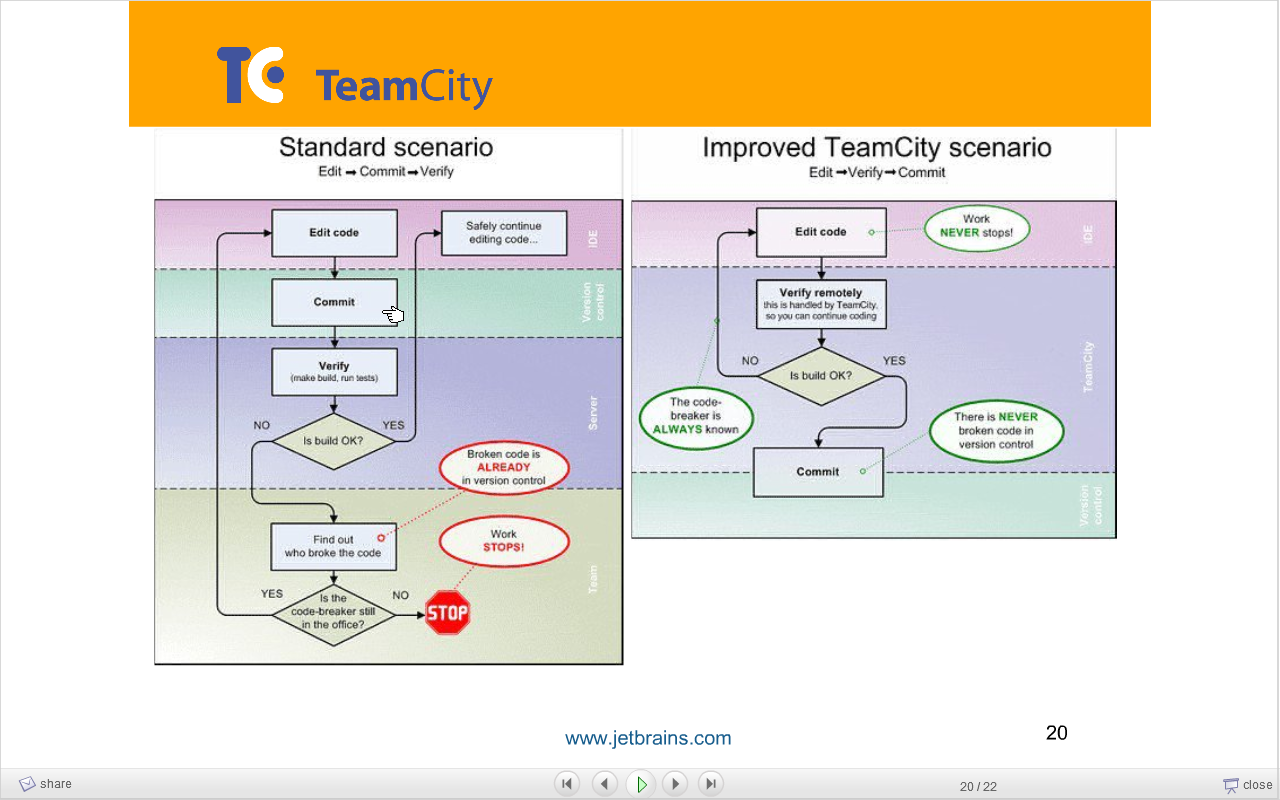 TC TeamCity
Standard scenario
Edit ➞ Commit ➞ Verify
Edit code
Safely continue
editing code...
IDE
Commit
Version
control
Verify
(make build, run tests)
Server
NO
YES
Is build OK?
Broken code is
ALREADY
in version control
Find out
who broke the code
Work
STOPS!
Team
YES
Is the
code-breaker still
in the office?
NO
STOP
Improved TeamCity scenario
Edit ➞ Verify ➞ Commit
Edit code
Work
NEVER stops!
IDE
Verify remotely
this is handled by TeamCity,
so you can continue coding
TeamCity
NO
YES
Is build OK?
The code-
breaker is
ALWAYS known
There is NEVER
broken code in
version control
Commit
Version
control
www.jetbrains.com
20
share
20 / 22
close